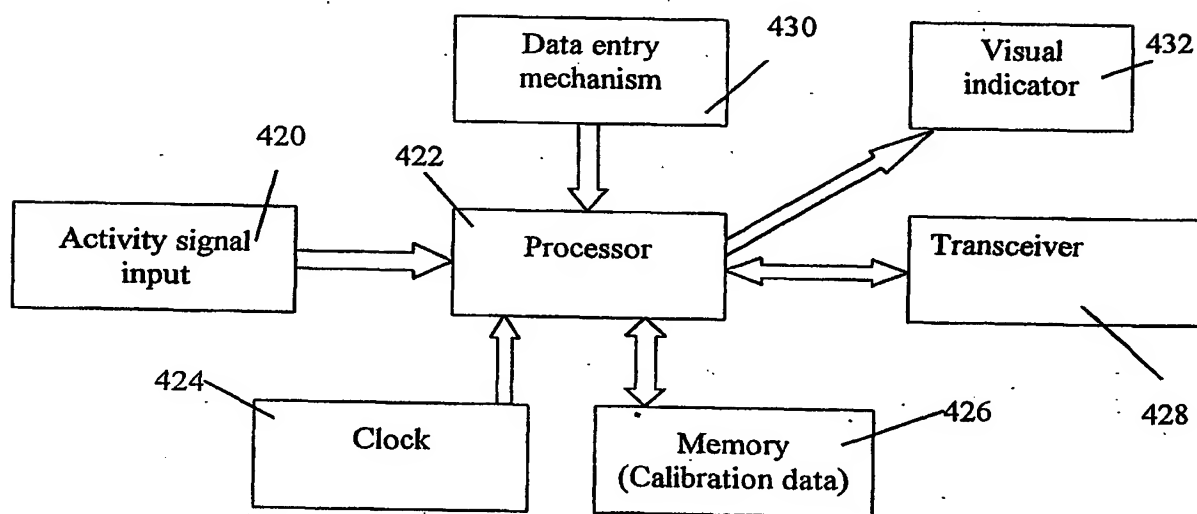 Data entry
mechanism
430
Visual
indicator
432
420
422
Activity signal
input
Processor
Transceiver
424
Clock
Memory
(Calibration data)
426
428